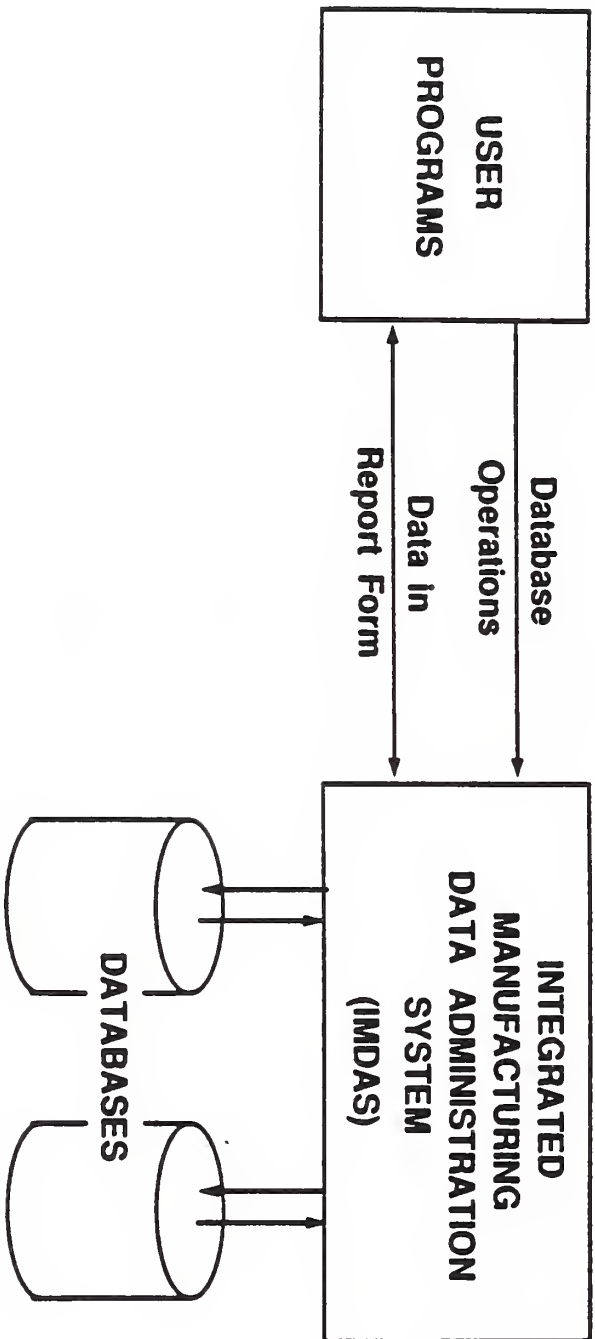 USER
PROGRAMS
Database
Operations
Data in
Report Form
INTEGRATED
MANUFACTURING
DATA ADMINISTRATION
SYSTEM
(IMDAS)
DATABASES